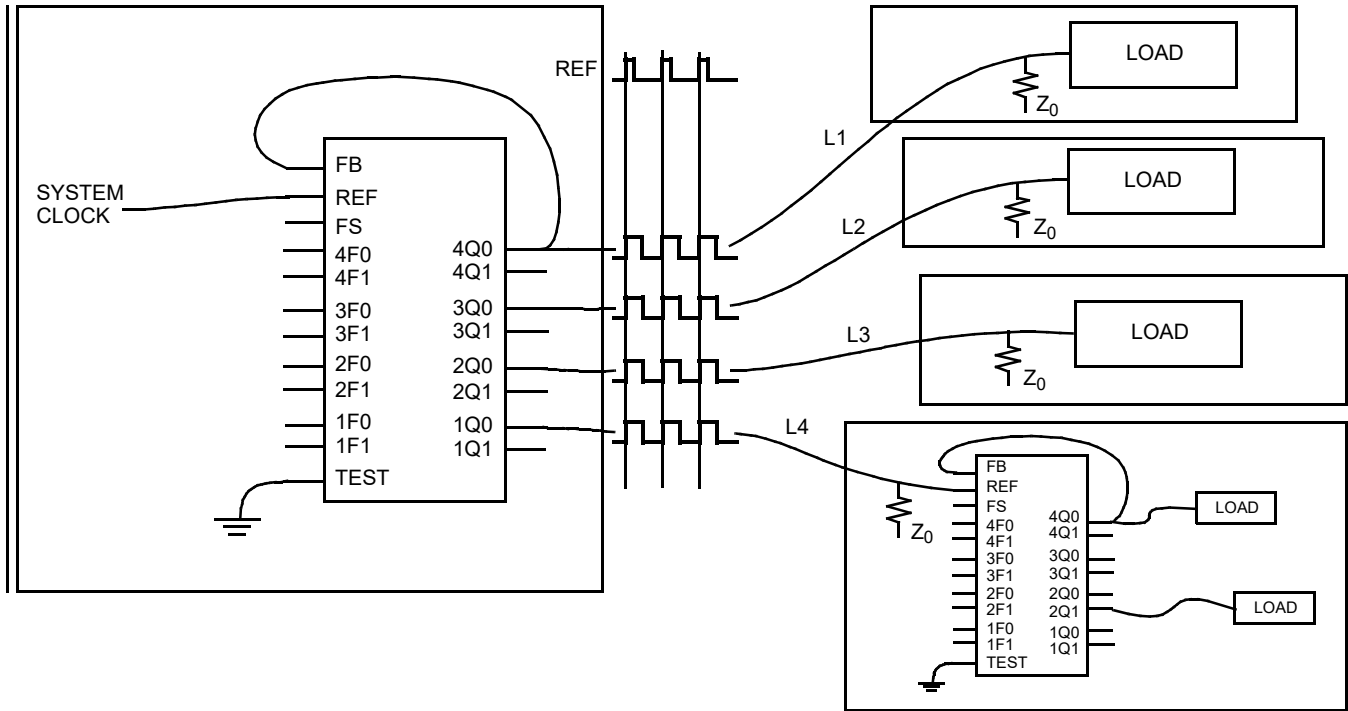 REF
SYSTEM
CLOCK
FB
REF
FS
4F0
4F1
3F0
3F1
2F0
2F1
1F0
1F1
TEST
4Q0
4Q1
3Q0
3Q1
2Q0
2Q1
1Q0
1Q1
L1
L2
L3
L4
LOAD
Z0
LOAD
Z0
LOAD
Z0
Z0
FB
REF
FS
4F0
4F1
3F0
3F1
2F0
2F1
1F0
1F1
TEST
4Q0
4Q1
3Q0
3Q1
2Q0
2Q1
1Q0
1Q1
LOAD
LOAD